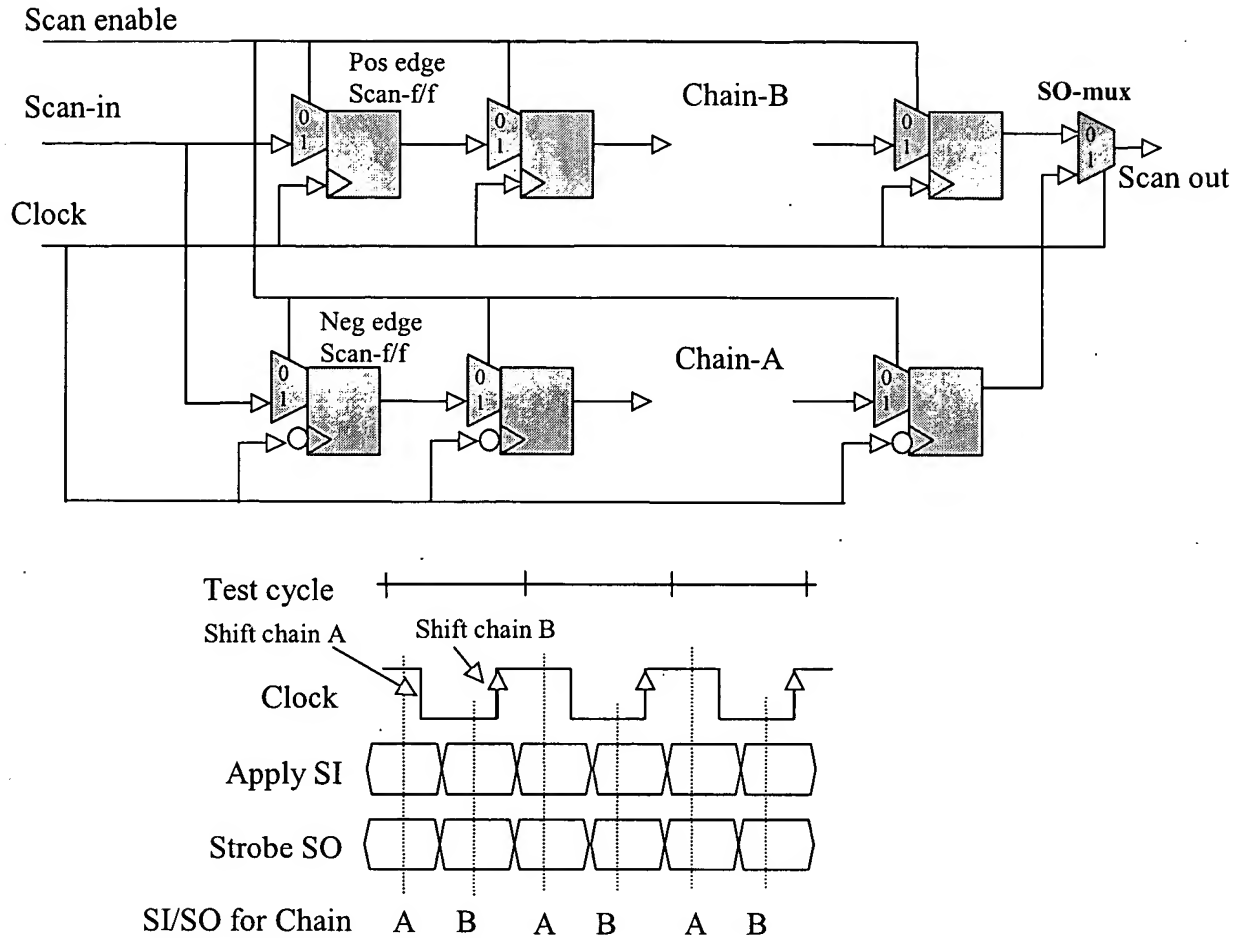 Scan enable
Pos edge
Scan-f/f
Scan-in
Chain-B
SO-mux
0
1
0
1
0
1
0
1
Scan out
Clock
Neg edge
Scan-f/f
Chain-A
0
1
0
1
0
1
Test cycle
Shift chain A
Shift chain B
Clock
Apply SI
Strobe SO
SI/SO for Chain A B A B A B